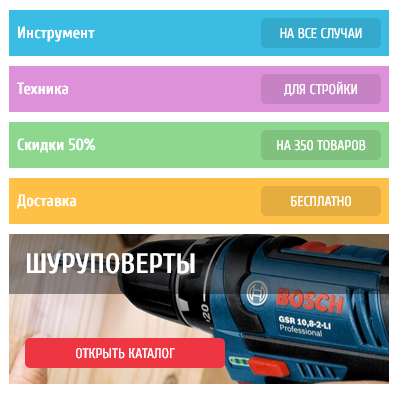 Инструмент НА ВСЕ СЛУЧАИ
Техника ДЛЯ СТРОЙКИ
Скидки 50% НА 350 ТОВАРОВ
Доставка БЕСПЛАТНО
ШУРУПОВЕРТЫ
BOSCH
GSR 10,8-2-LI
Professional
20
ОТКРЫТЬ КАТАЛОГ